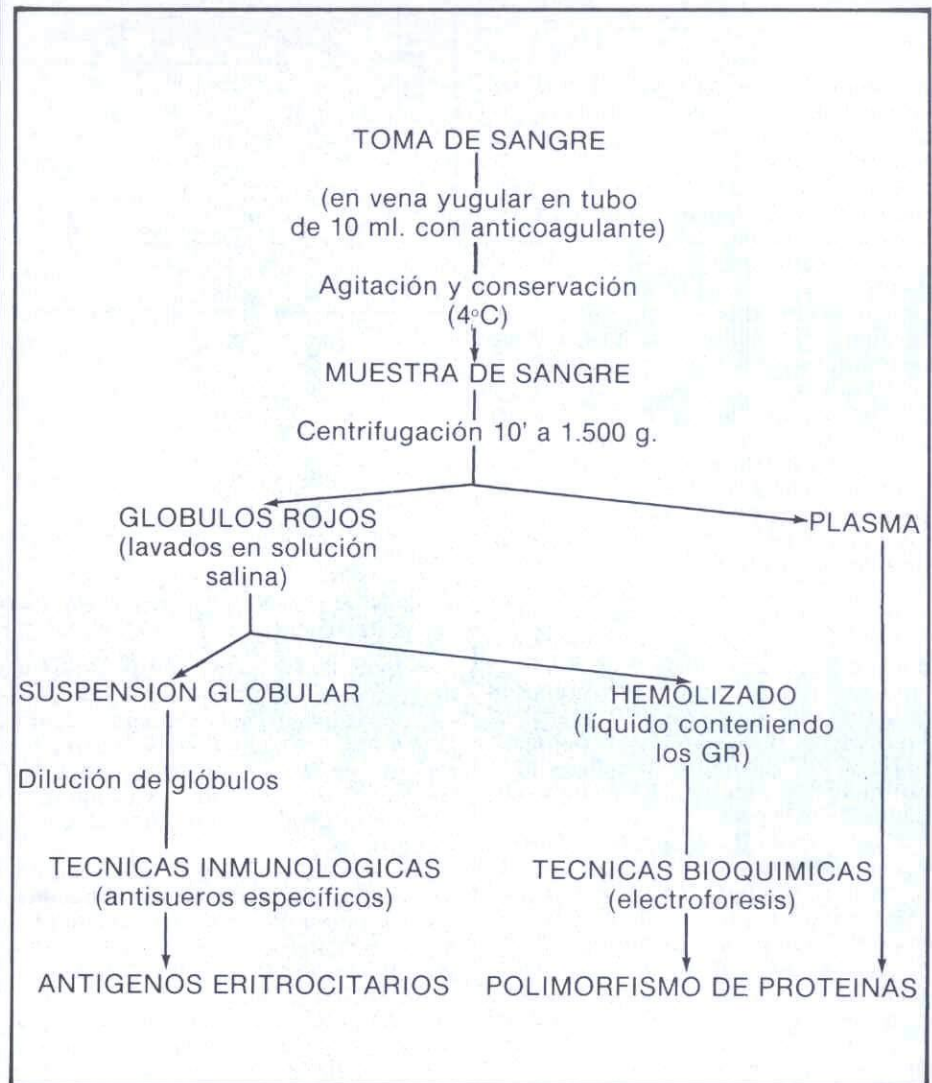 TOMA DE SANGRE
(en vena yugular en tubo
de 10 ml. con anticoagulante)
Agitación y conservación
(4ºC)
MUESTRA DE SANGRE
Centrifugación 10' a 1.500 g.
GLOBULOS ROJOS
(lavados en solución
salina)
PLASMA
SUSPENSION GLOBULAR
HEMOLIZADO
(líquido conteniendo
los GR)
Dilución de glóbulos
TECNICAS INMUNOLOGICAS
(antisueros específicos)
TECNICAS BIOQUIMICAS
(electroforesis)
ANTIGENOS ERITROCITARIOS
POLIMORFISMO DE PROTEINAS